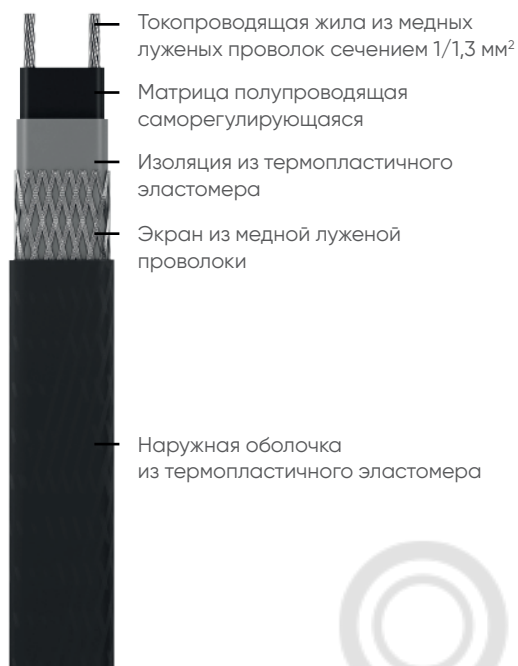 Токопроводящая жила из медных
луженых проволок сечением 1/1,3 мм²
Матрица полупроводящая
саморегулирующаяся
Изоляция из термопластичного
эластомера
Экран из медной луженой
проволоки
Наружная оболочка
из термопластичного эластомера